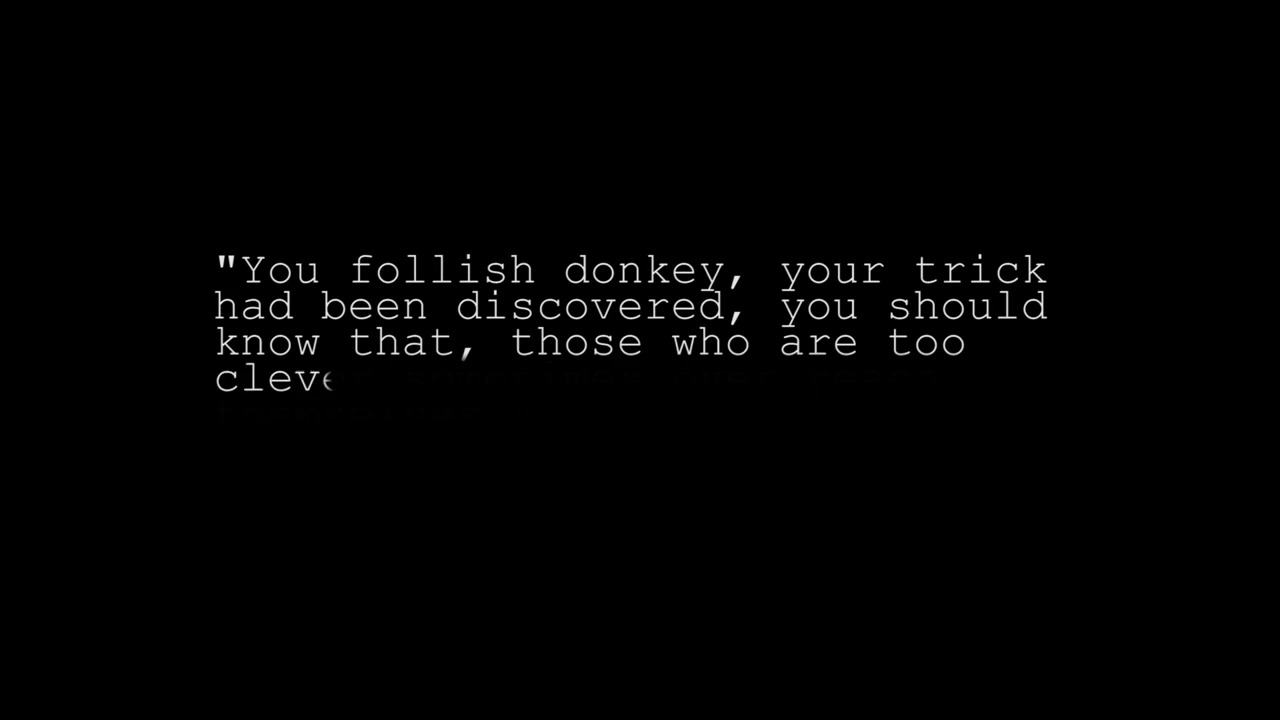 "You follish donkey, your trick
had been discovered, you should
know that, those who are too
cleve